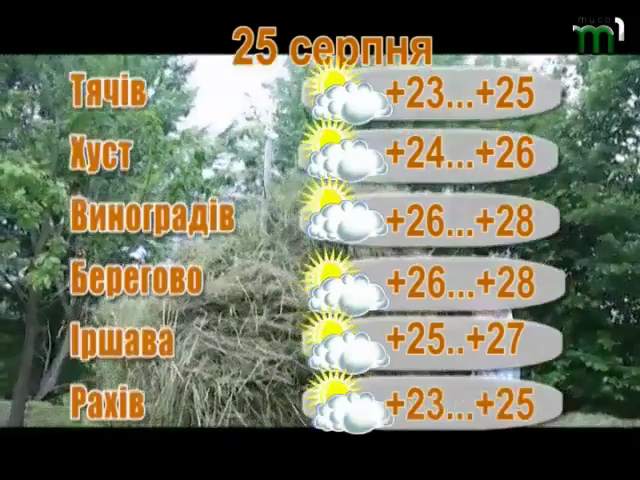 25 серпня
Тячів +23...+25
Хуст +24...+26
Виноградів +26...+28
Берегово +26...+28
Іршава +25..+27
Рахів +23...+25